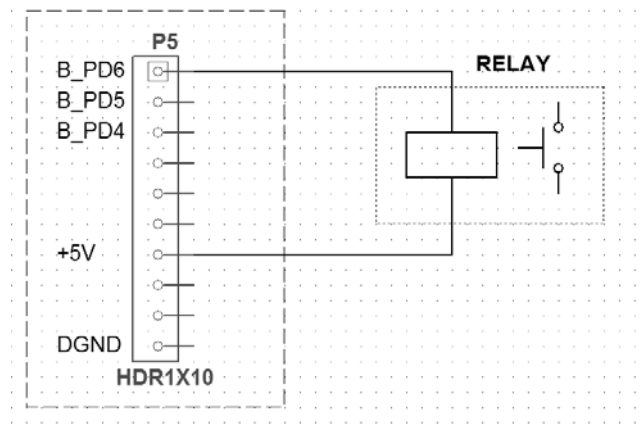 P5
RELAY
B_PD6
B_PD5
B_PD4
+5V
DGND
HDR1X10